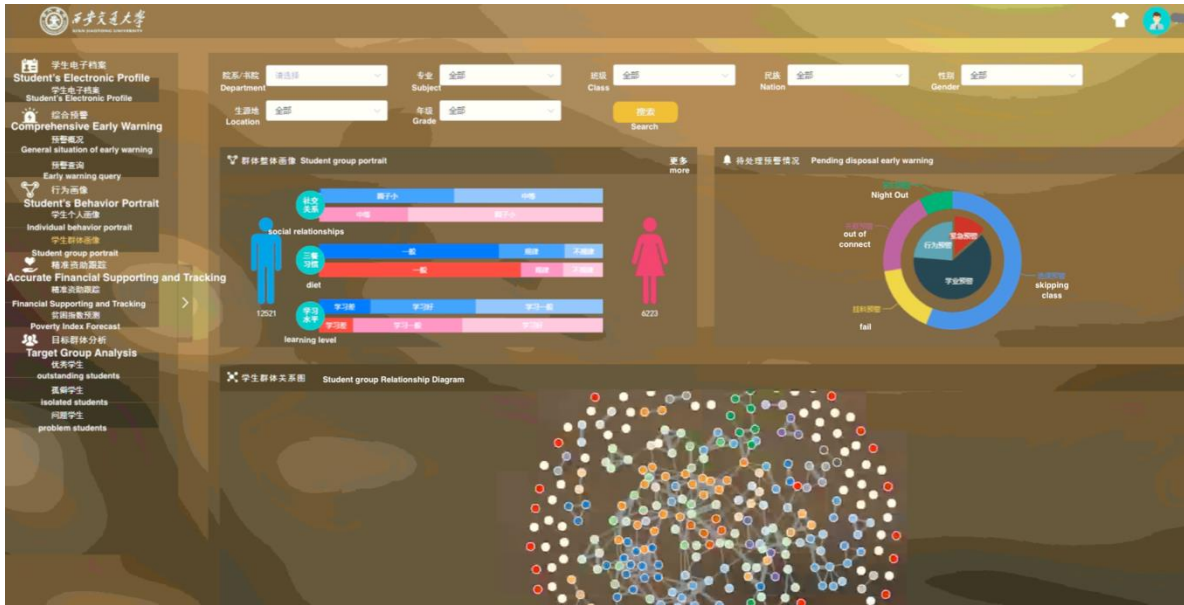 西安交通大学
XI'AN JIAOTONG UNIVERSITY
学生电子档案
Student's Electronic Profile
学生电子档案
Student's Electronic Profile
综合预警
Comprehensive Early Warning
预警概况
General situation of early warning
预警查询
Early warning query
行为画像
Student's Behavior Portrait
学生个人画像
Individual behavior portrait
学生群体画像
Student group portrait
精准资助跟踪
Accurate Financial Supporting and Tracking
精准资助跟踪
Financial Supporting and Tracking
贫困指数预测
Poverty Index Forecast
目标群体分析
Target Group Analysis
优秀学生
outstanding students
孤僻学生
isolated students
问题学生
problem students
院系/书院 请选择
Department
专业 全部
Subject
班级 全部
Class
民族 全部
Nation
性别 全部
Gender
生源地 全部
Location
年级 全部
Grade
搜索
Search
群体整体画像 Student group portrait
更多
more
社交关系
圈子小 中等
中等 圈子小
social relationships
三餐习惯
一般 规律 不规律
一般 规律 不规律
diet
学习水平
学习差 学习好 学习一般
学习差 学习一般 学习好
learning level
12521
6223
待处理预警情况 Pending disposal early warning
Night Out
out of
connect
行为预警
紧急预警
学业预警
skipping
class
挂科预警
fail
学生群体关系图 Student group Relationship Diagram